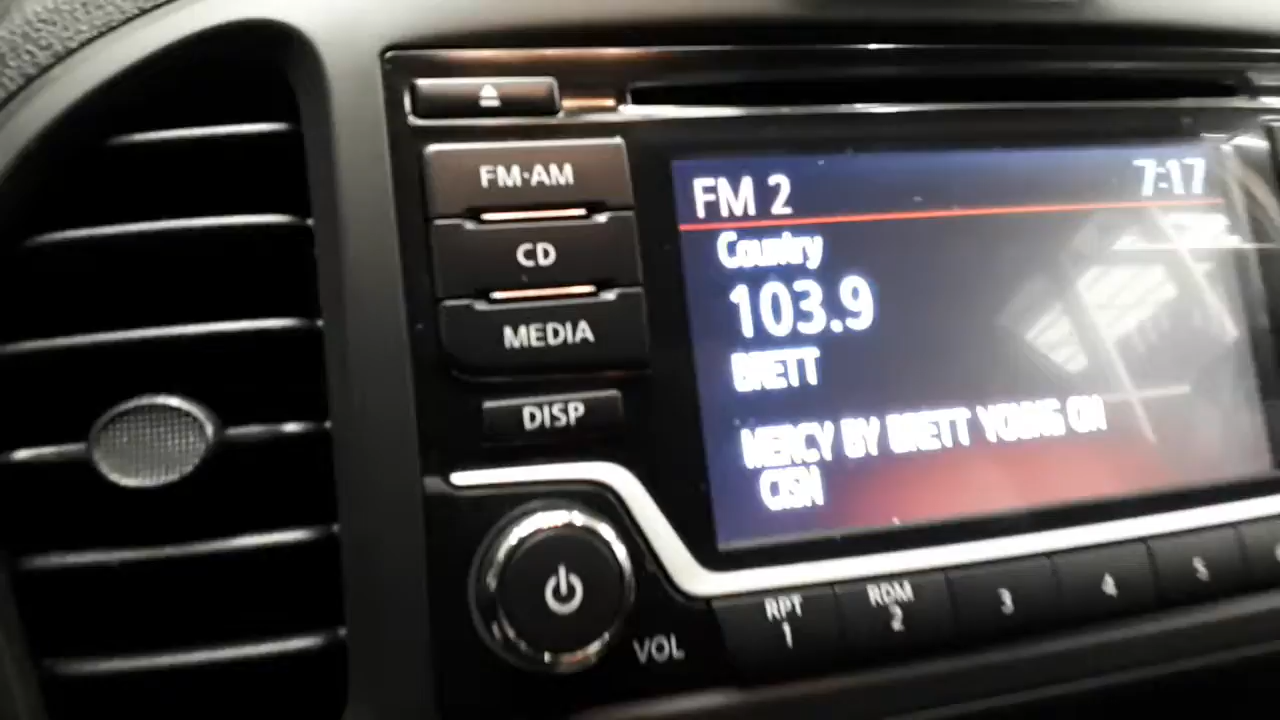 FM·AM
CD
MEDIA
DISP
VOL
FM 2
7:17
Country
103.9
BRETT
MERCY BY BRETT YOUNG ON
CISN
RPT
1
RDM
2
3
4
5